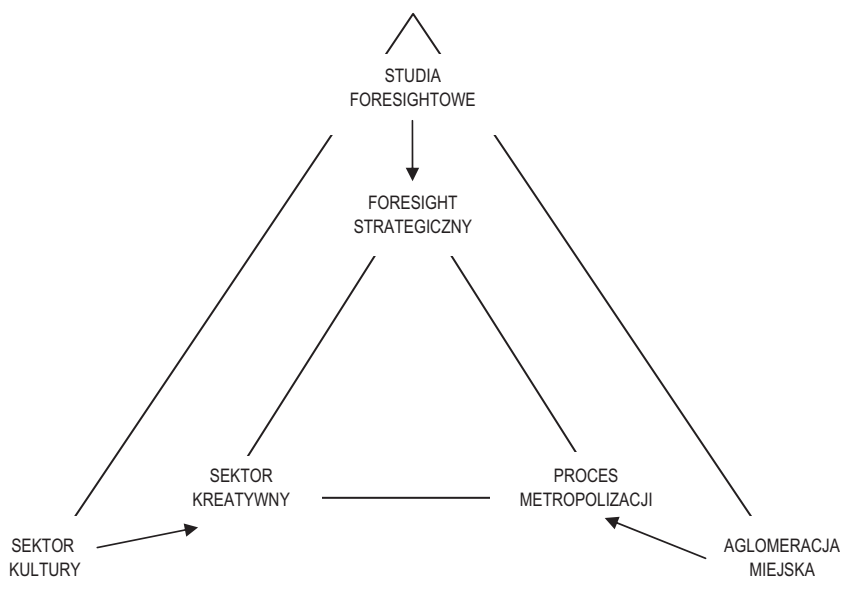 STUDIA
FORESIGHTOWE
FORESIGHT
STRATEGICZNY
SEKTOR
KREATYWNY
PROCES
METROPOLIZACJI
SEKTOR
KULTURY
AGLOMERACJA
MIEJSKA